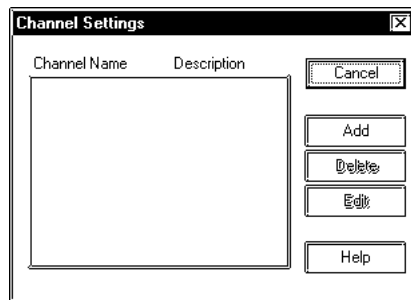 Channel Settings
Channel Name Description
Cancel
Add
Delete
Edit
Help